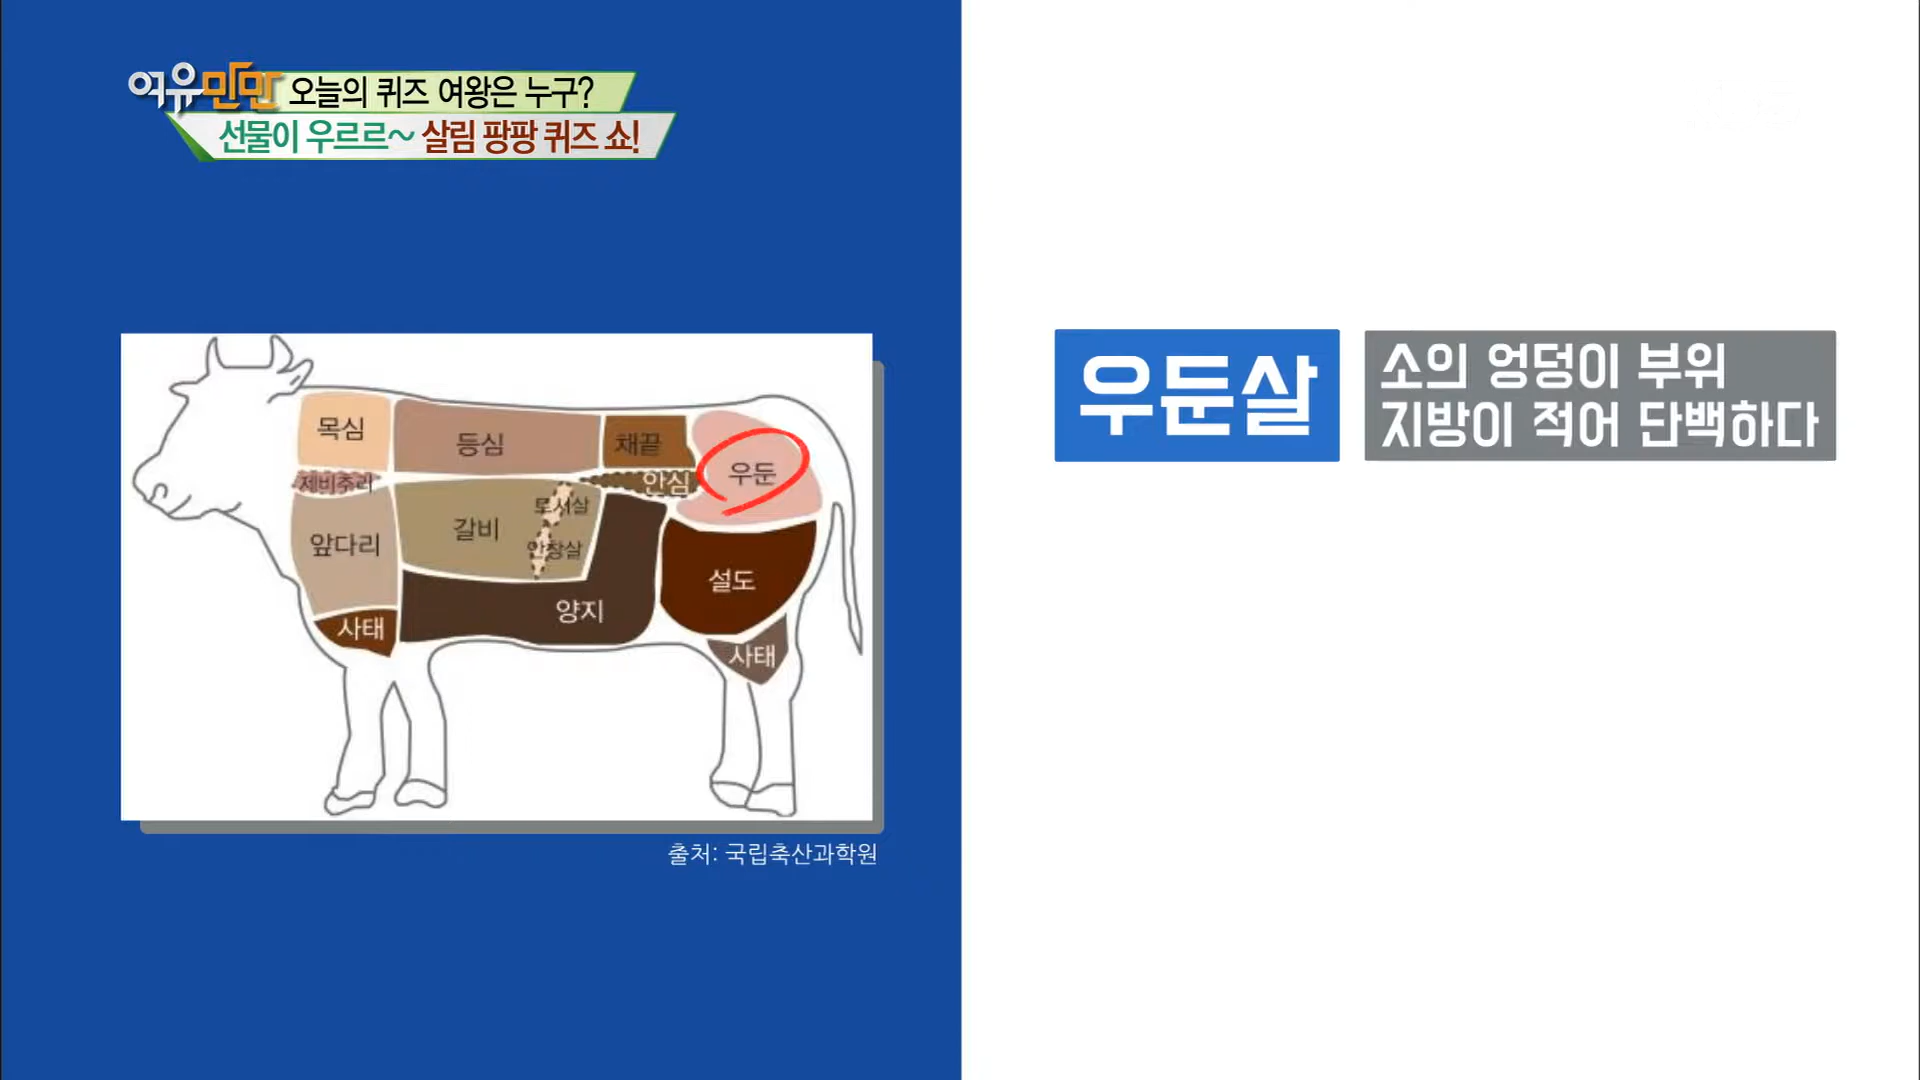 여유만만 오늘의 퀴즈 여왕은 누구?
선물이 우르르~ 살림 팡팡 퀴즈 쇼!
목심
등심
채끝
우둔
제비추리
안심
앞다리
갈비
토시살
안창살
설도
양지
사태
사태
출처: 국립축산과학원
우둔살
소의 엉덩이 부위
지방이 적어 단백하다